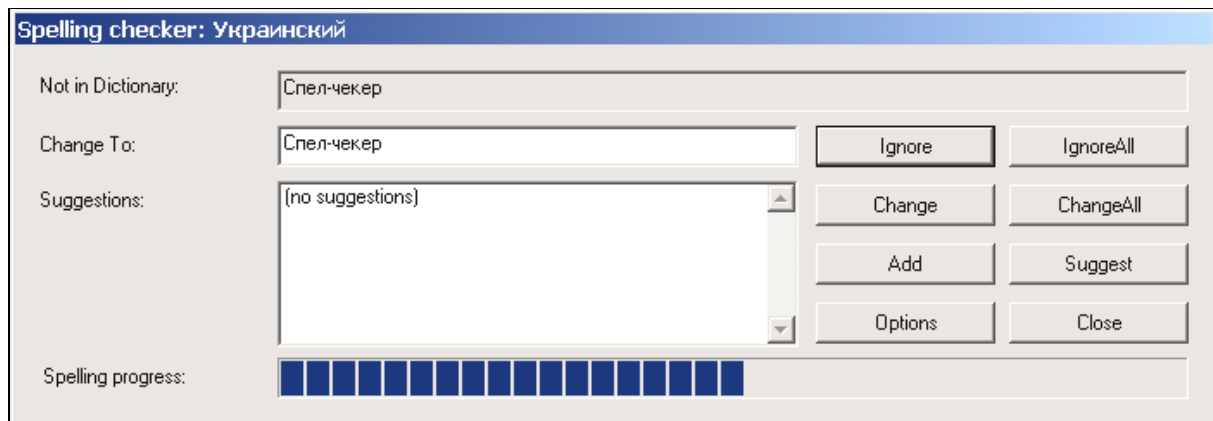 Spelling checker: Украинский
Not in Dictionary: Спел-чекер
Change To: Спел-чекер Ignore IgnoreAll
Suggestions: (no suggestions) Change ChangeAll
Add Suggest
Options Close
Spelling progress: